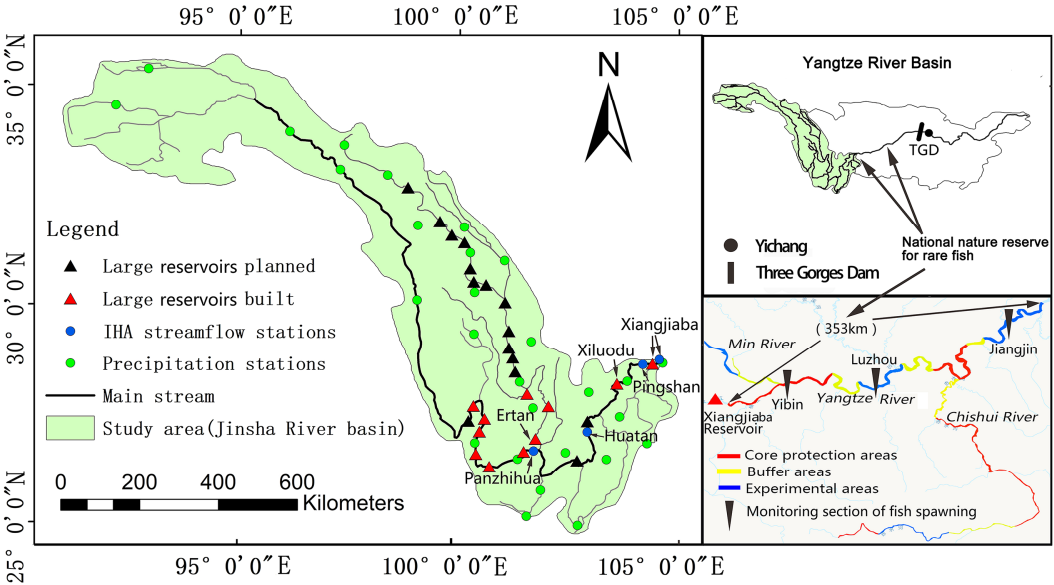 95° 0′0″E
100° 0′0″E
105° 0′0″E
35° 0′0″N
30° 0′0″N
25° 0′0″N
N
Legend
Large reservoirs planned
Large reservoirs built
IHA streamflow stations
Precipitation stations
Main stream
Study area(Jinsha River basin)
0
200
400
600
Kilometers
Xiangjiaba
Xiluodu
Pingshan
Ertan
Huatan
Panzhihua
95° 0′0″E
100° 0′0″E
105° 0′0″E
Yangtze River Basin
TGD
National nature reserve
for rare fish
Yichang
Three Gorges Dam
(353km)
Min River
Luzhou
Jiangjin
Yibin
Yangtze River
Xiangjiaba
Reservoir
Chishui River
Core protection areas
Buffer areas
Experimental areas
Monitoring section of fish spawning